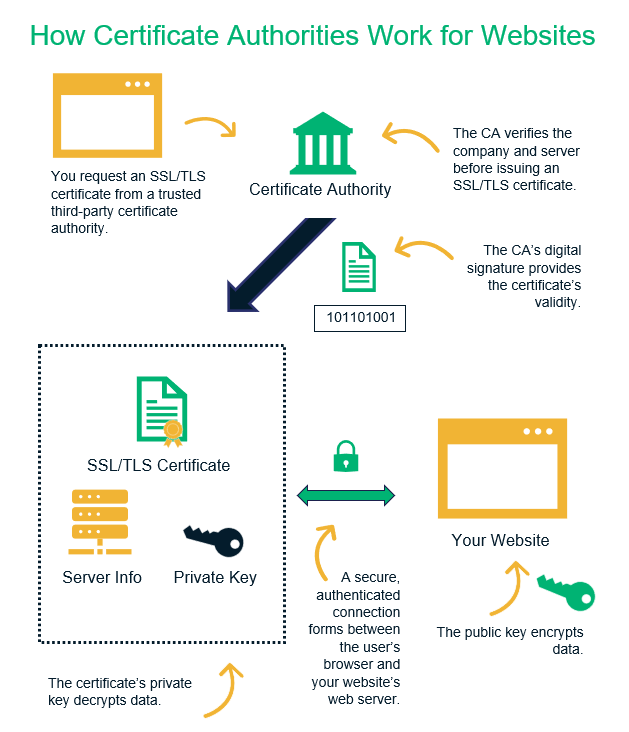 How Certificate Authorities Work for Websites
You request an SSL/TLS
certificate from a trusted
third-party certificate
authority.
Certificate Authority
The CA verifies the
company and server
before issuing an
SSL/TLS certificate.
The CA's digital
signature provides
the certificate's
validity.
101101001
SSL/TLS Certificate
Server Info
Private Key
The certificate's private
key decrypts data.
A secure,
authenticated
connection
forms between
the user's
browser and
your website's
web server.
Your Website
The public key encrypts
data.